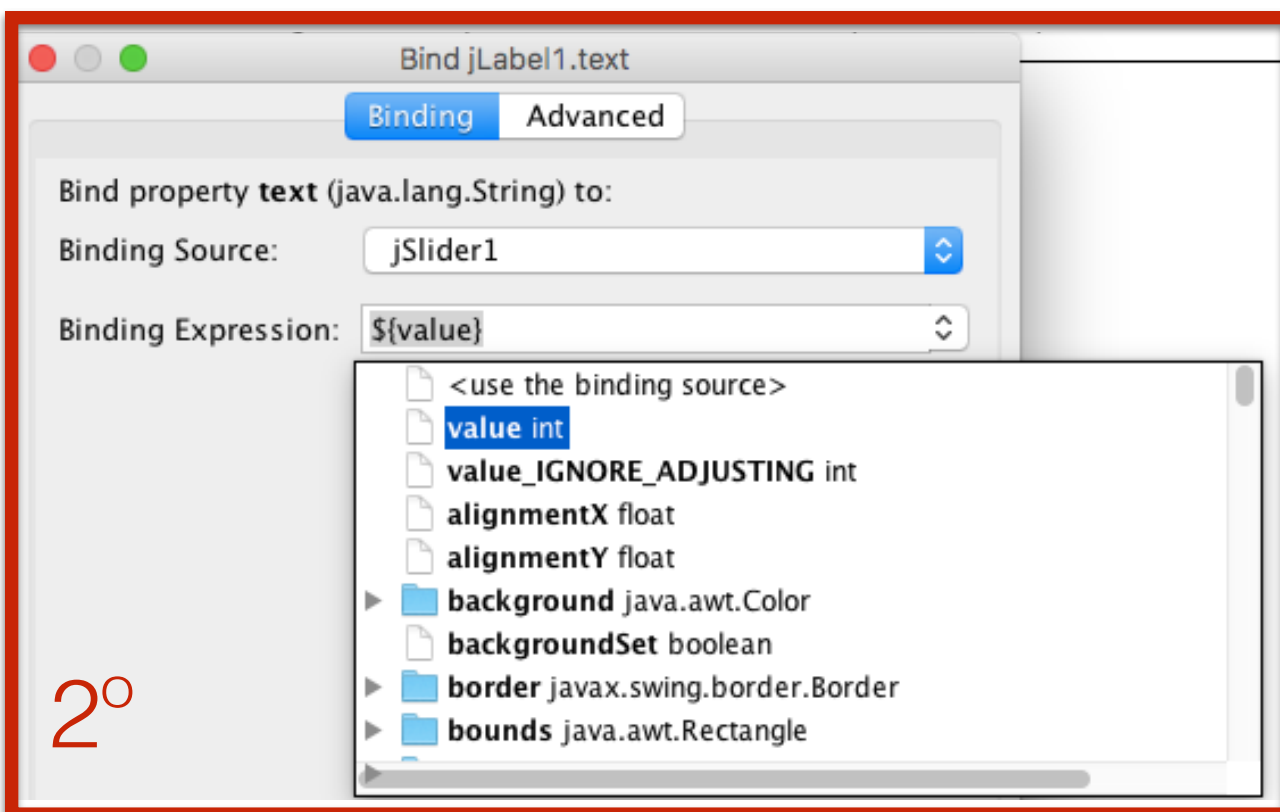 Bind jLabel1.text
Binding Advanced
Bind property text (java.lang.String) to:
Binding Source: jSlider1
Binding Expression: ${value}
<use the binding source>
value int
value_IGNORE_ADJUSTING int
alignmentX float
alignmentY float
background java.awt.Color
backgroundSet boolean
border javax.swing.border.Border
bounds java.awt.Rectangle
2º